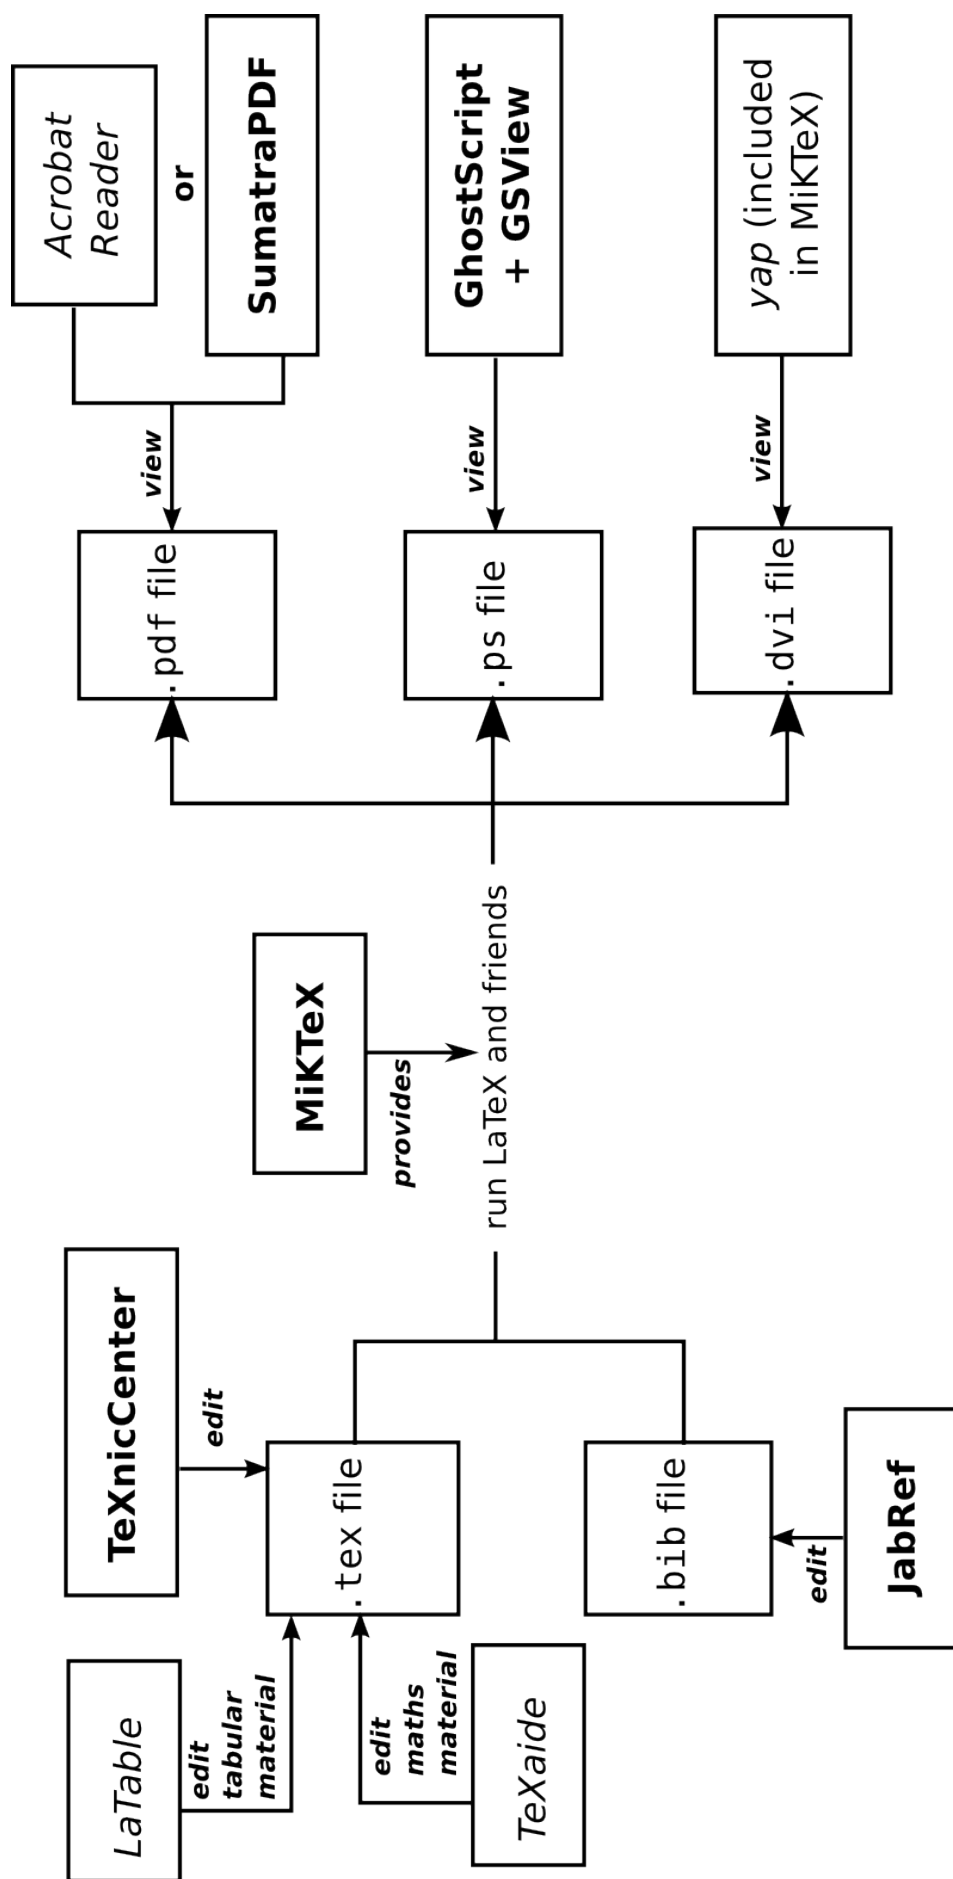 LaTable
edit
tabular
material
TeXnicCenter
edit
.tex file
edit
maths
material
TeXaide
.bib file
edit
JabRef
MiKTeX
provides
run LaTeX and friends
.pdf file
view
Acrobat
Reader
or
SumatraPDF
.ps file
view
GhostScript
+ GSView
.dvi file
view
yap (included
in MiKTeX)